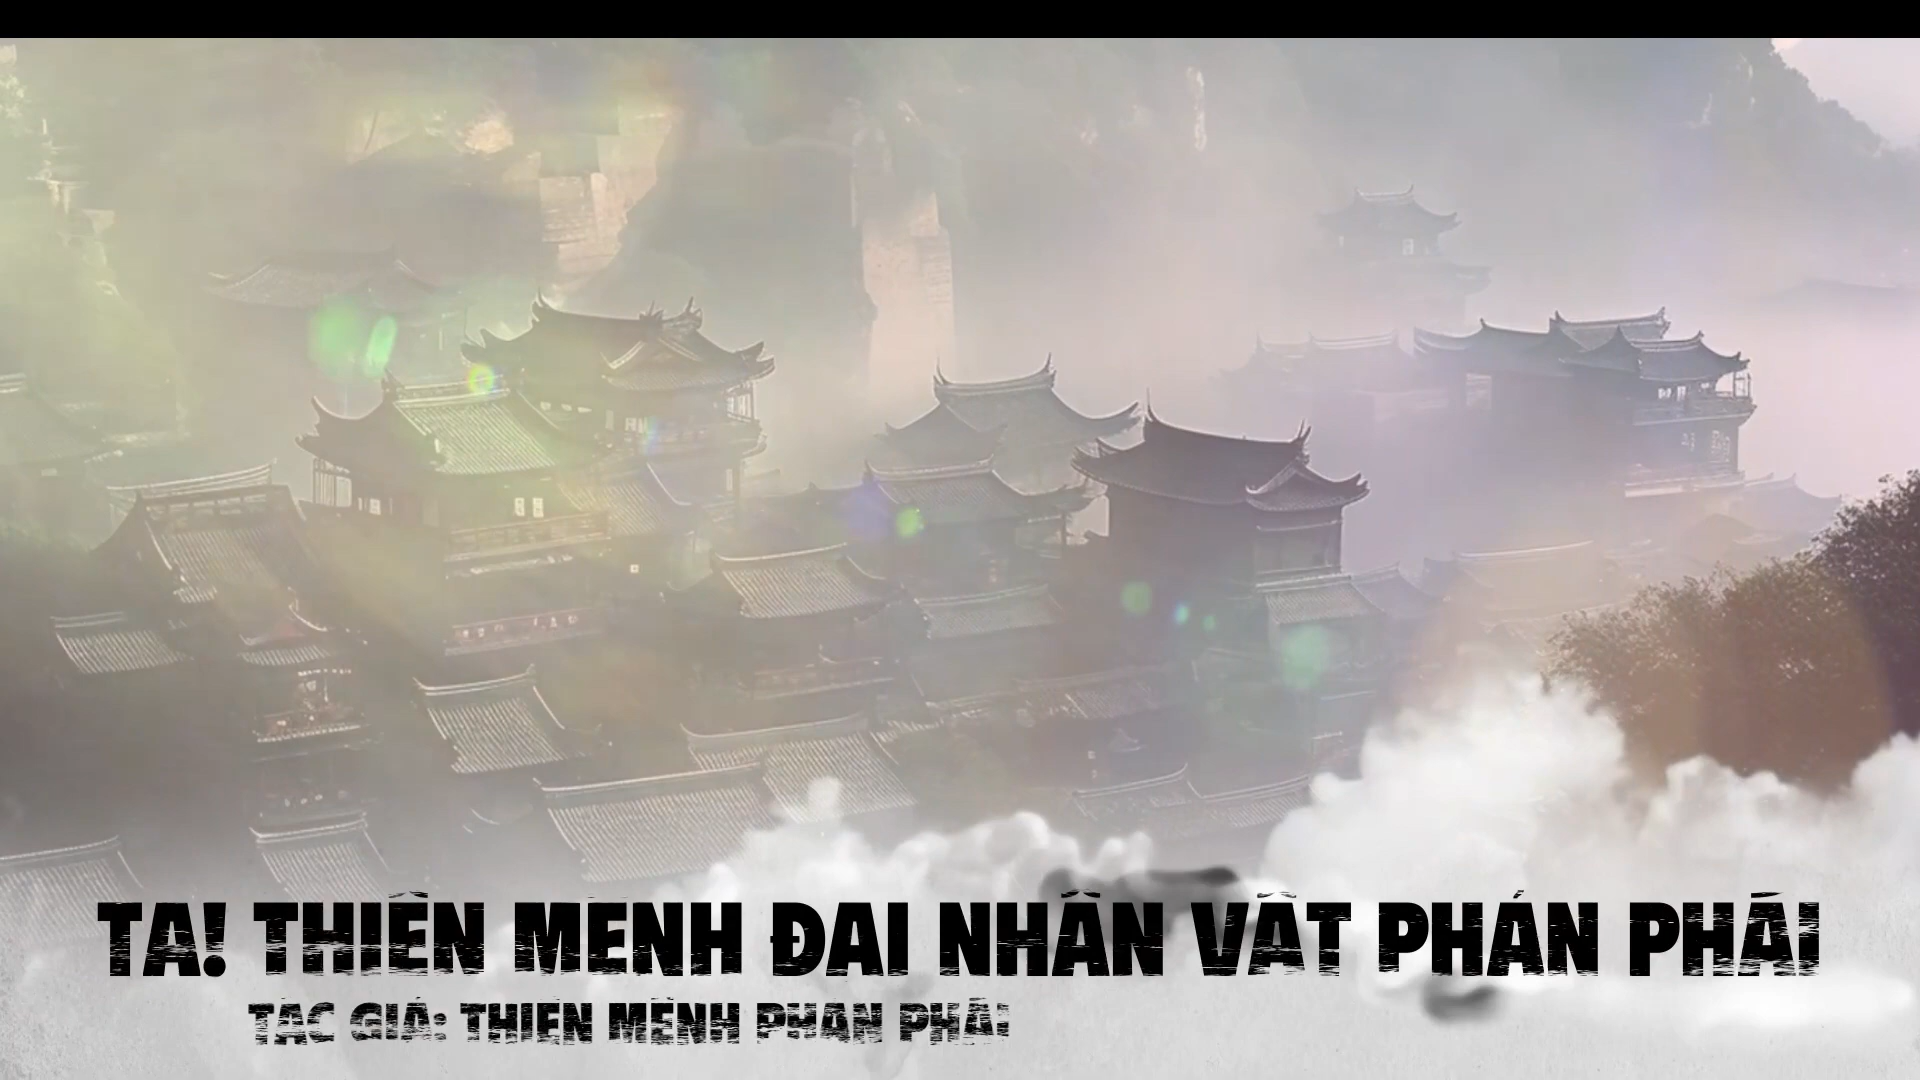 TA! THIÊN MỆNH ĐẠI NHÂN VẬT PHẢN PHÁI
TÁC GIẢ: THIÊN MỆNH PHẢN PHÁI